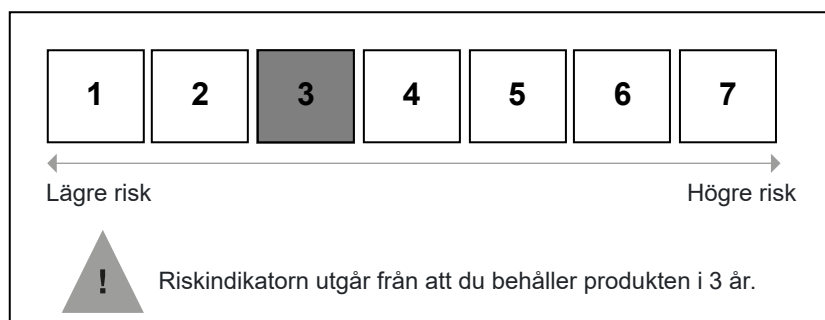 1 2 3 4 5 6 7
Lägre risk Högre risk
! Riskindikatorn utgår från att du behåller produkten i 3 år.